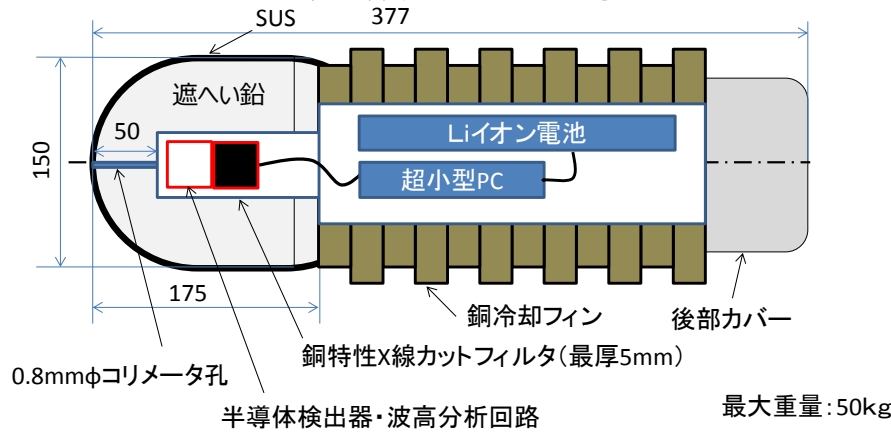 SUS
377
遮へい鉛
50
150
Liイオン電池
超小型PC
175
銅冷却フィン
後部カバー
銅特性X線カットフィルタ(最厚5mm)
0.8mmφコリメータ孔
半導体検出器・波高分析回路
最大重量:50kg